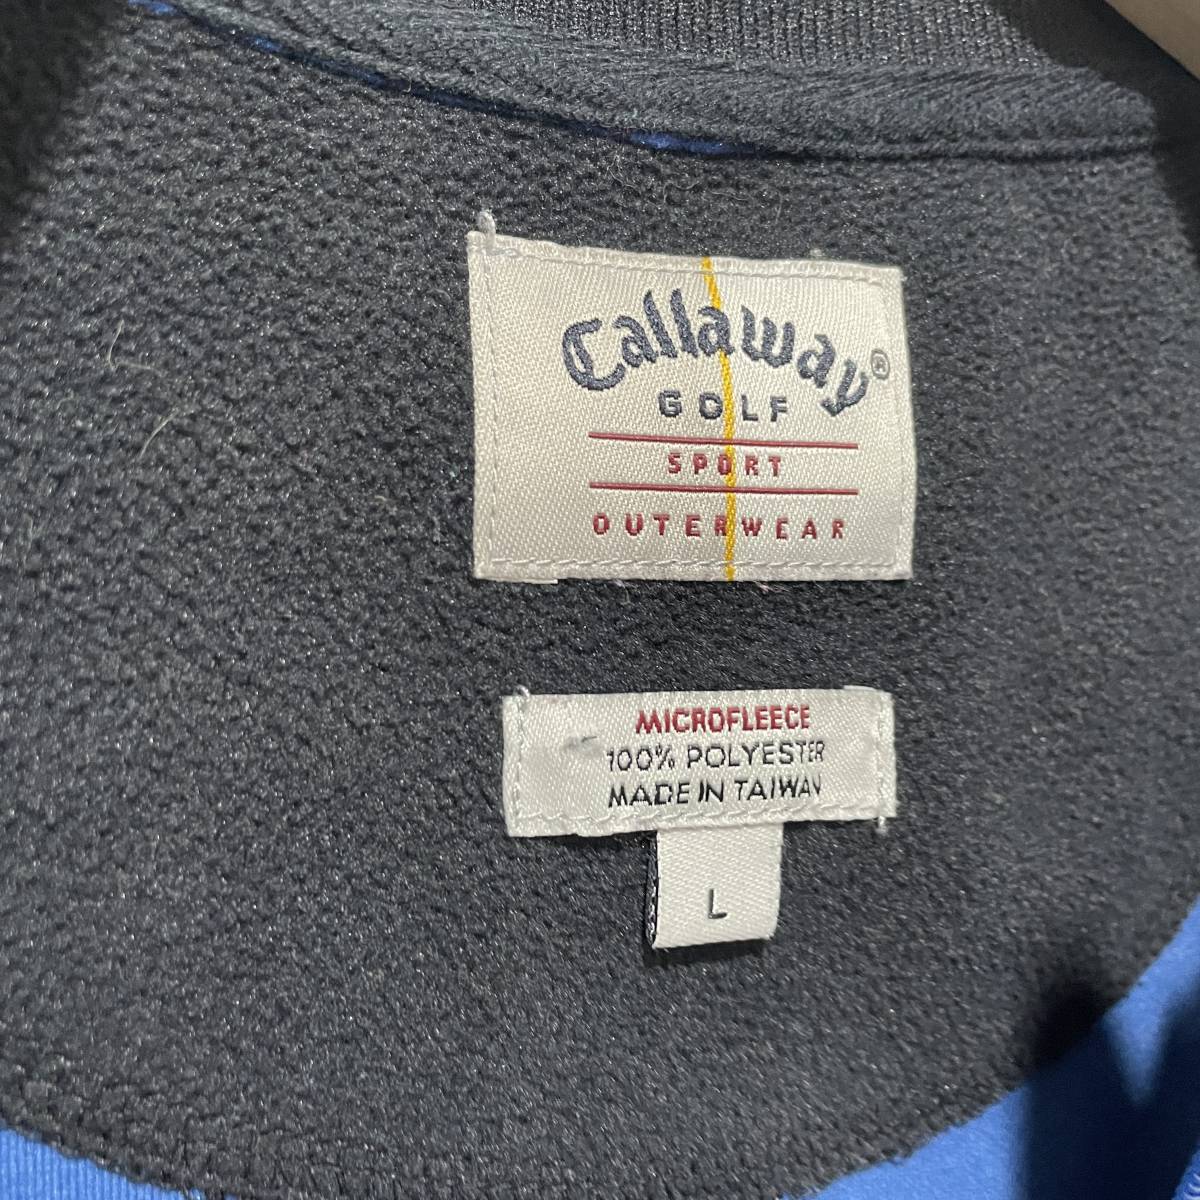 Callaway®
GOLF
SPORT
OUTERWEAR
MICROFLEECE
100% POLYESTER
MADE IN TAIWAN
L